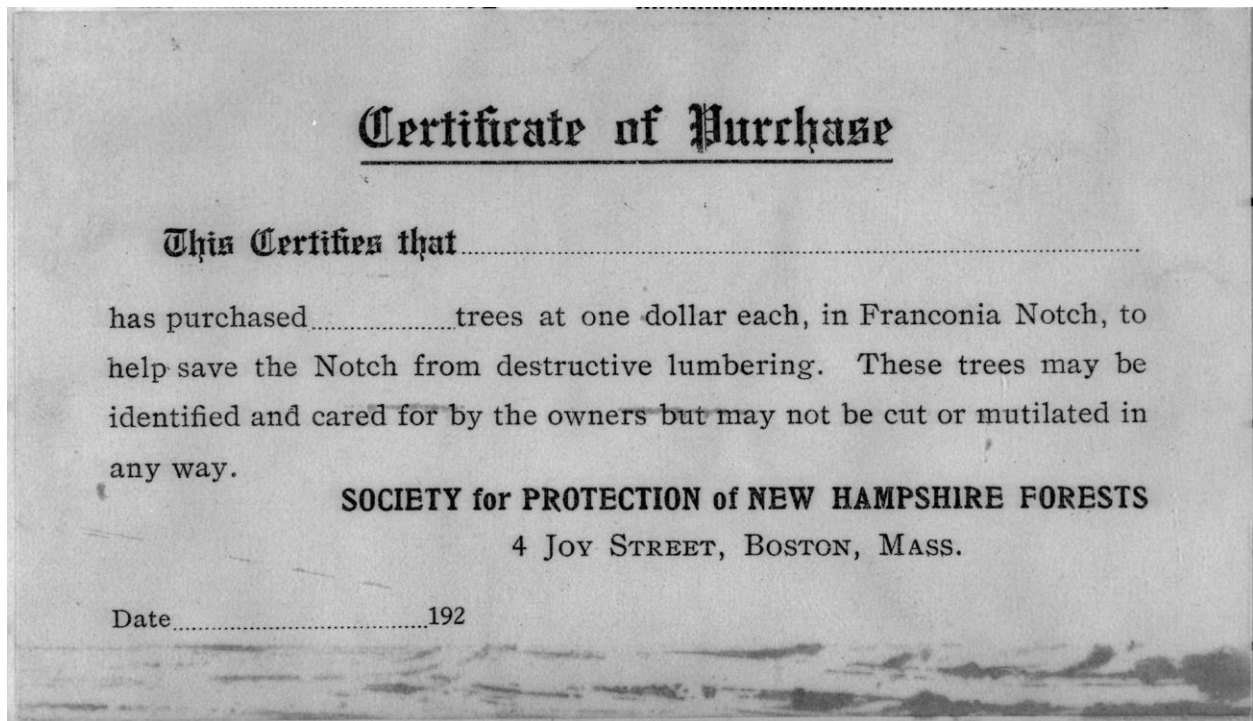 Certificate of Purchase
This Certifies that
has purchased trees at one dollar each, in Franconia Notch, to
help save the Notch from destructive lumbering. These trees may be
identified and cared for by the owners but may not be cut or mutilated in
any way.
SOCIETY for PROTECTION of NEW HAMPSHIRE FORESTS
4 JOY STREET, BOSTON, MASS.
Date 192